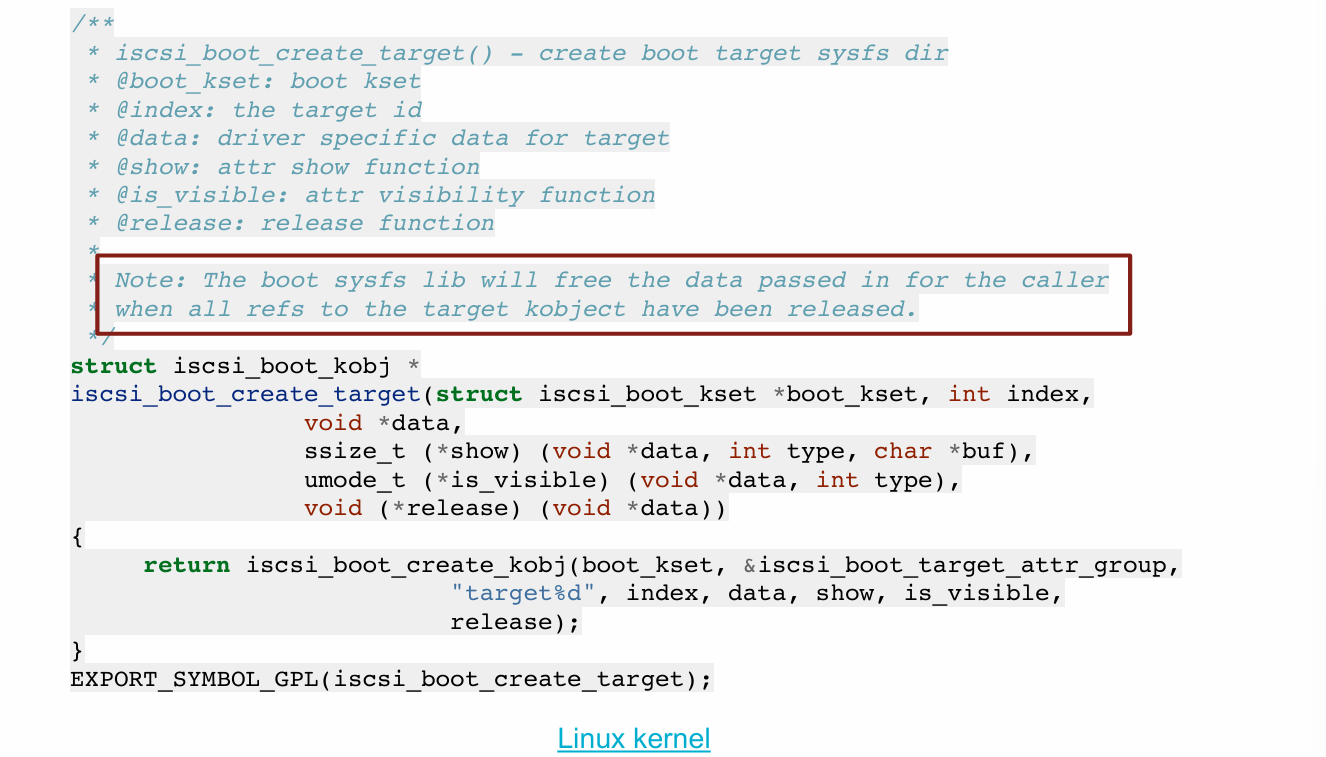 /**
 * iscsi_boot_create_target() - create boot target sysfs dir
 * @boot_kset: boot kset
 * @index: the target id
 * @data: driver specific data for target
 * @show: attr show function
 * @is_visible: attr visibility function
 * @release: release function
 *
 * Note: The boot sysfs lib will free the data passed in for the caller
 * when all refs to the target kobject have been released.
 */
struct iscsi_boot_kobj *
iscsi_boot_create_target(struct iscsi_boot_kset *boot_kset, int index,
                void *data,
                ssize_t (*show) (void *data, int type, char *buf),
                umode_t (*is_visible) (void *data, int type),
                void (*release) (void *data))
{
     return iscsi_boot_create_kobj(boot_kset, &iscsi_boot_target_attr_group,
                          "target%d", index, data, show, is_visible,
                          release);
}
EXPORT_SYMBOL_GPL(iscsi_boot_create_target);
Linux kernel